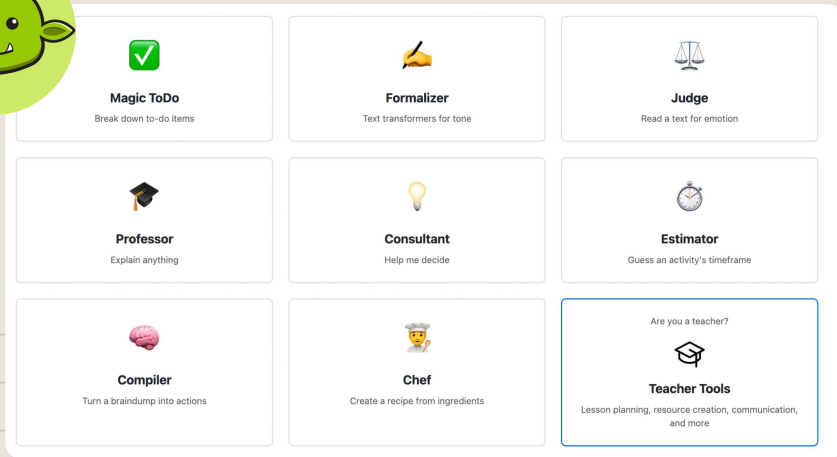 Magic ToDo
Break down to-do items
Formalizer
Text transformers for tone
Judge
Read a text for emotion
Professor
Explain anything
Consultant
Help me decide
Estimator
Guess an activity's timeframe
Compiler
Turn a braindump into actions
Chef
Create a recipe from ingredients
Are you a teacher?
Teacher Tools
Lesson planning, resource creation, communication,
and more